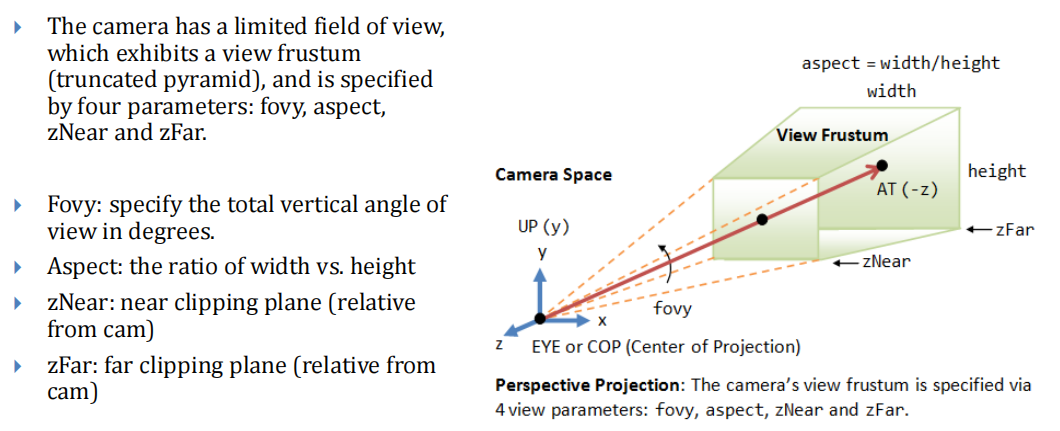 The camera has a limited field of view,
which exhibits a view frustum
(truncated pyramid), and is specified
by four parameters: fovy, aspect,
zNear and zFar.
Fovy: specify the total vertical angle of
view in degrees.
Aspect: the ratio of width vs. height
zNear: near clipping plane (relative
from cam)
zFar: far clipping plane (relative from
cam)
aspect = width/height
width
View Frustum
Camera Space
height
AT (-z)
UP (y)
y
zFar
zNear
fovy
x
z
EYE or COP (Center of Projection)
Perspective Projection: The camera's view frustum is specified via
4 view parameters: fovy, aspect, zNear and zFar.